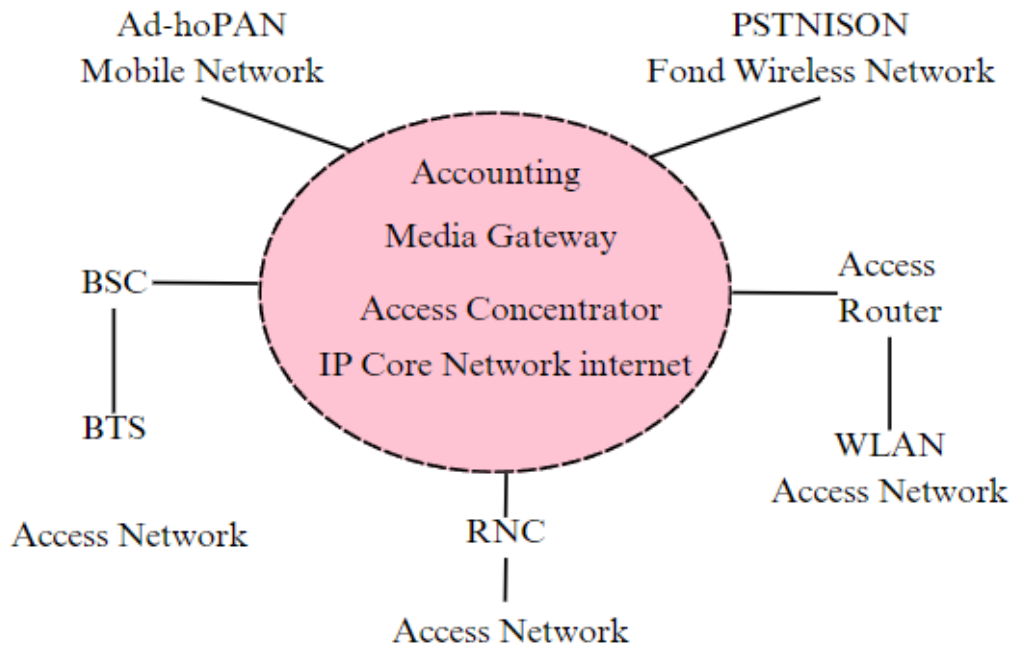 Ad-hoPAN
Mobile Network
PSTNISON
Fond Wireless Network
Accounting
Media Gateway
Access Concentrator
IP Core Network internet
BSC
BTS
Access Network
Access
Router
WLAN
Access Network
RNC
Access Network